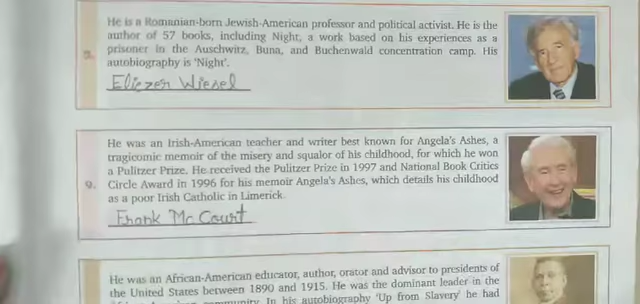 He is a Romanian-born Jewish-American professor and political activist. He is the
author of 57 books, including Night, a work based on his experiences as a
prisoner in the Auschwitz, Buna, and Buchenwald concentration camp. His
autobiography is 'Night'.
Eliezer Wiesel
He was an Irish-American teacher and writer best known for Angela's Ashes, a
tragicomic memoir of the misery and squalor of his childhood, for which he won
a Pulitzer Prize. He received the Pulitzer Prize in 1997 and National Book Critics
9. Circle Award in 1996 for his memoir Angela's Ashes, which details his childhood
as a poor Irish Catholic in Limerick.
Frank Mc Court
He was an African-American educator, author, orator and advisor to presidents of
the United States between 1890 and 1915. He was the dominant leader in the
community. In his autobiography 'Up from Slavery' he had